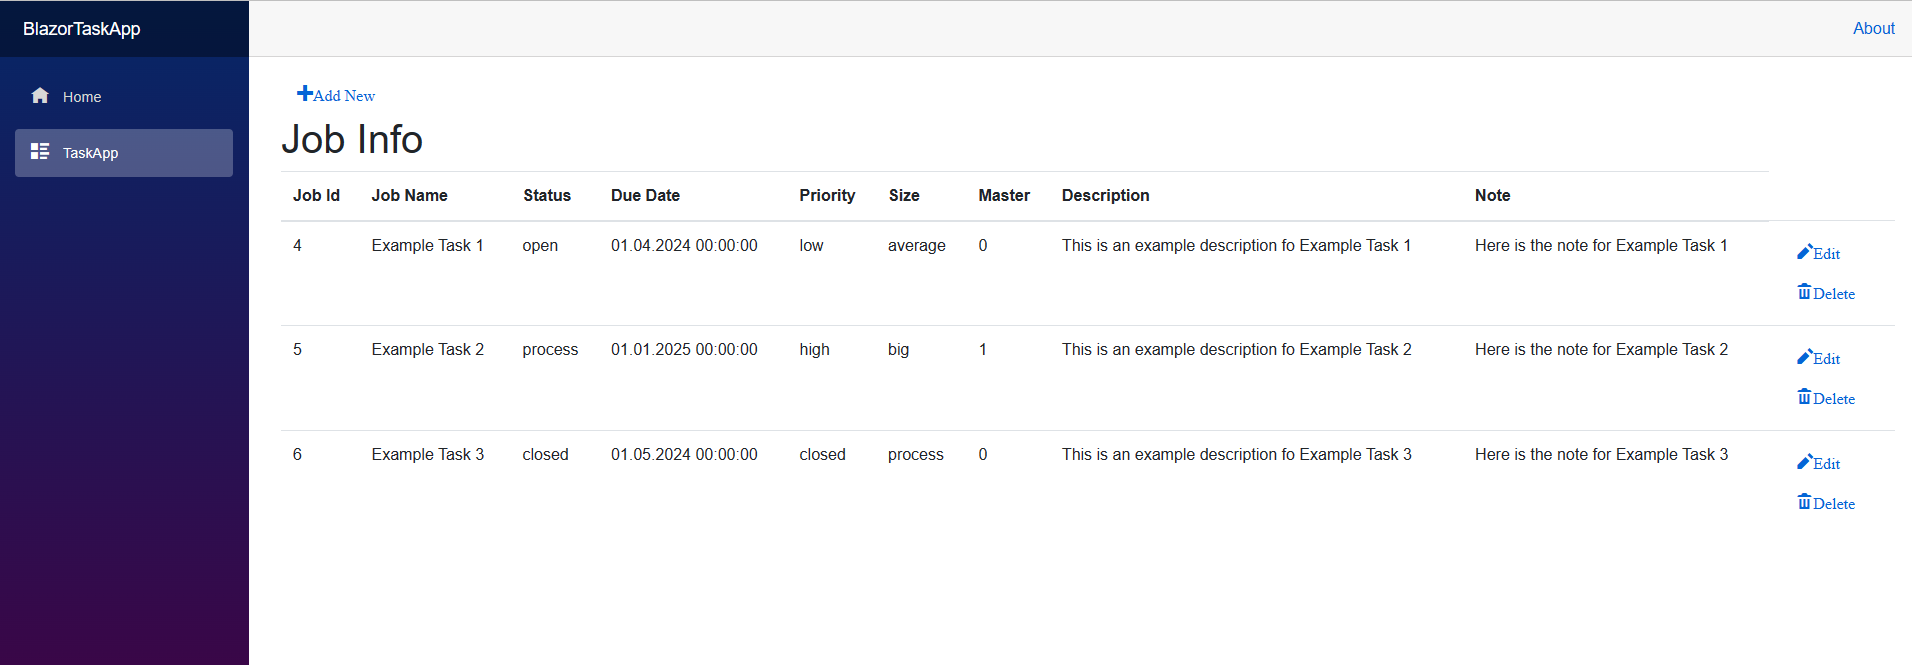 BlazorTaskApp
About
Home
TaskApp
Add New
Job Info
Job Id Job Name Status Due Date Priority Size Master Description Note
4 Example Task 1 open 01.04.2024 00:00:00 low average 0 This is an example description fo Example Task 1 Here is the note for Example Task 1
Edit
Delete
5 Example Task 2 process 01.01.2025 00:00:00 high big 1 This is an example description fo Example Task 2 Here is the note for Example Task 2
Edit
Delete
6 Example Task 3 closed 01.05.2024 00:00:00 closed process 0 This is an example description fo Example Task 3 Here is the note for Example Task 3
Edit
Delete